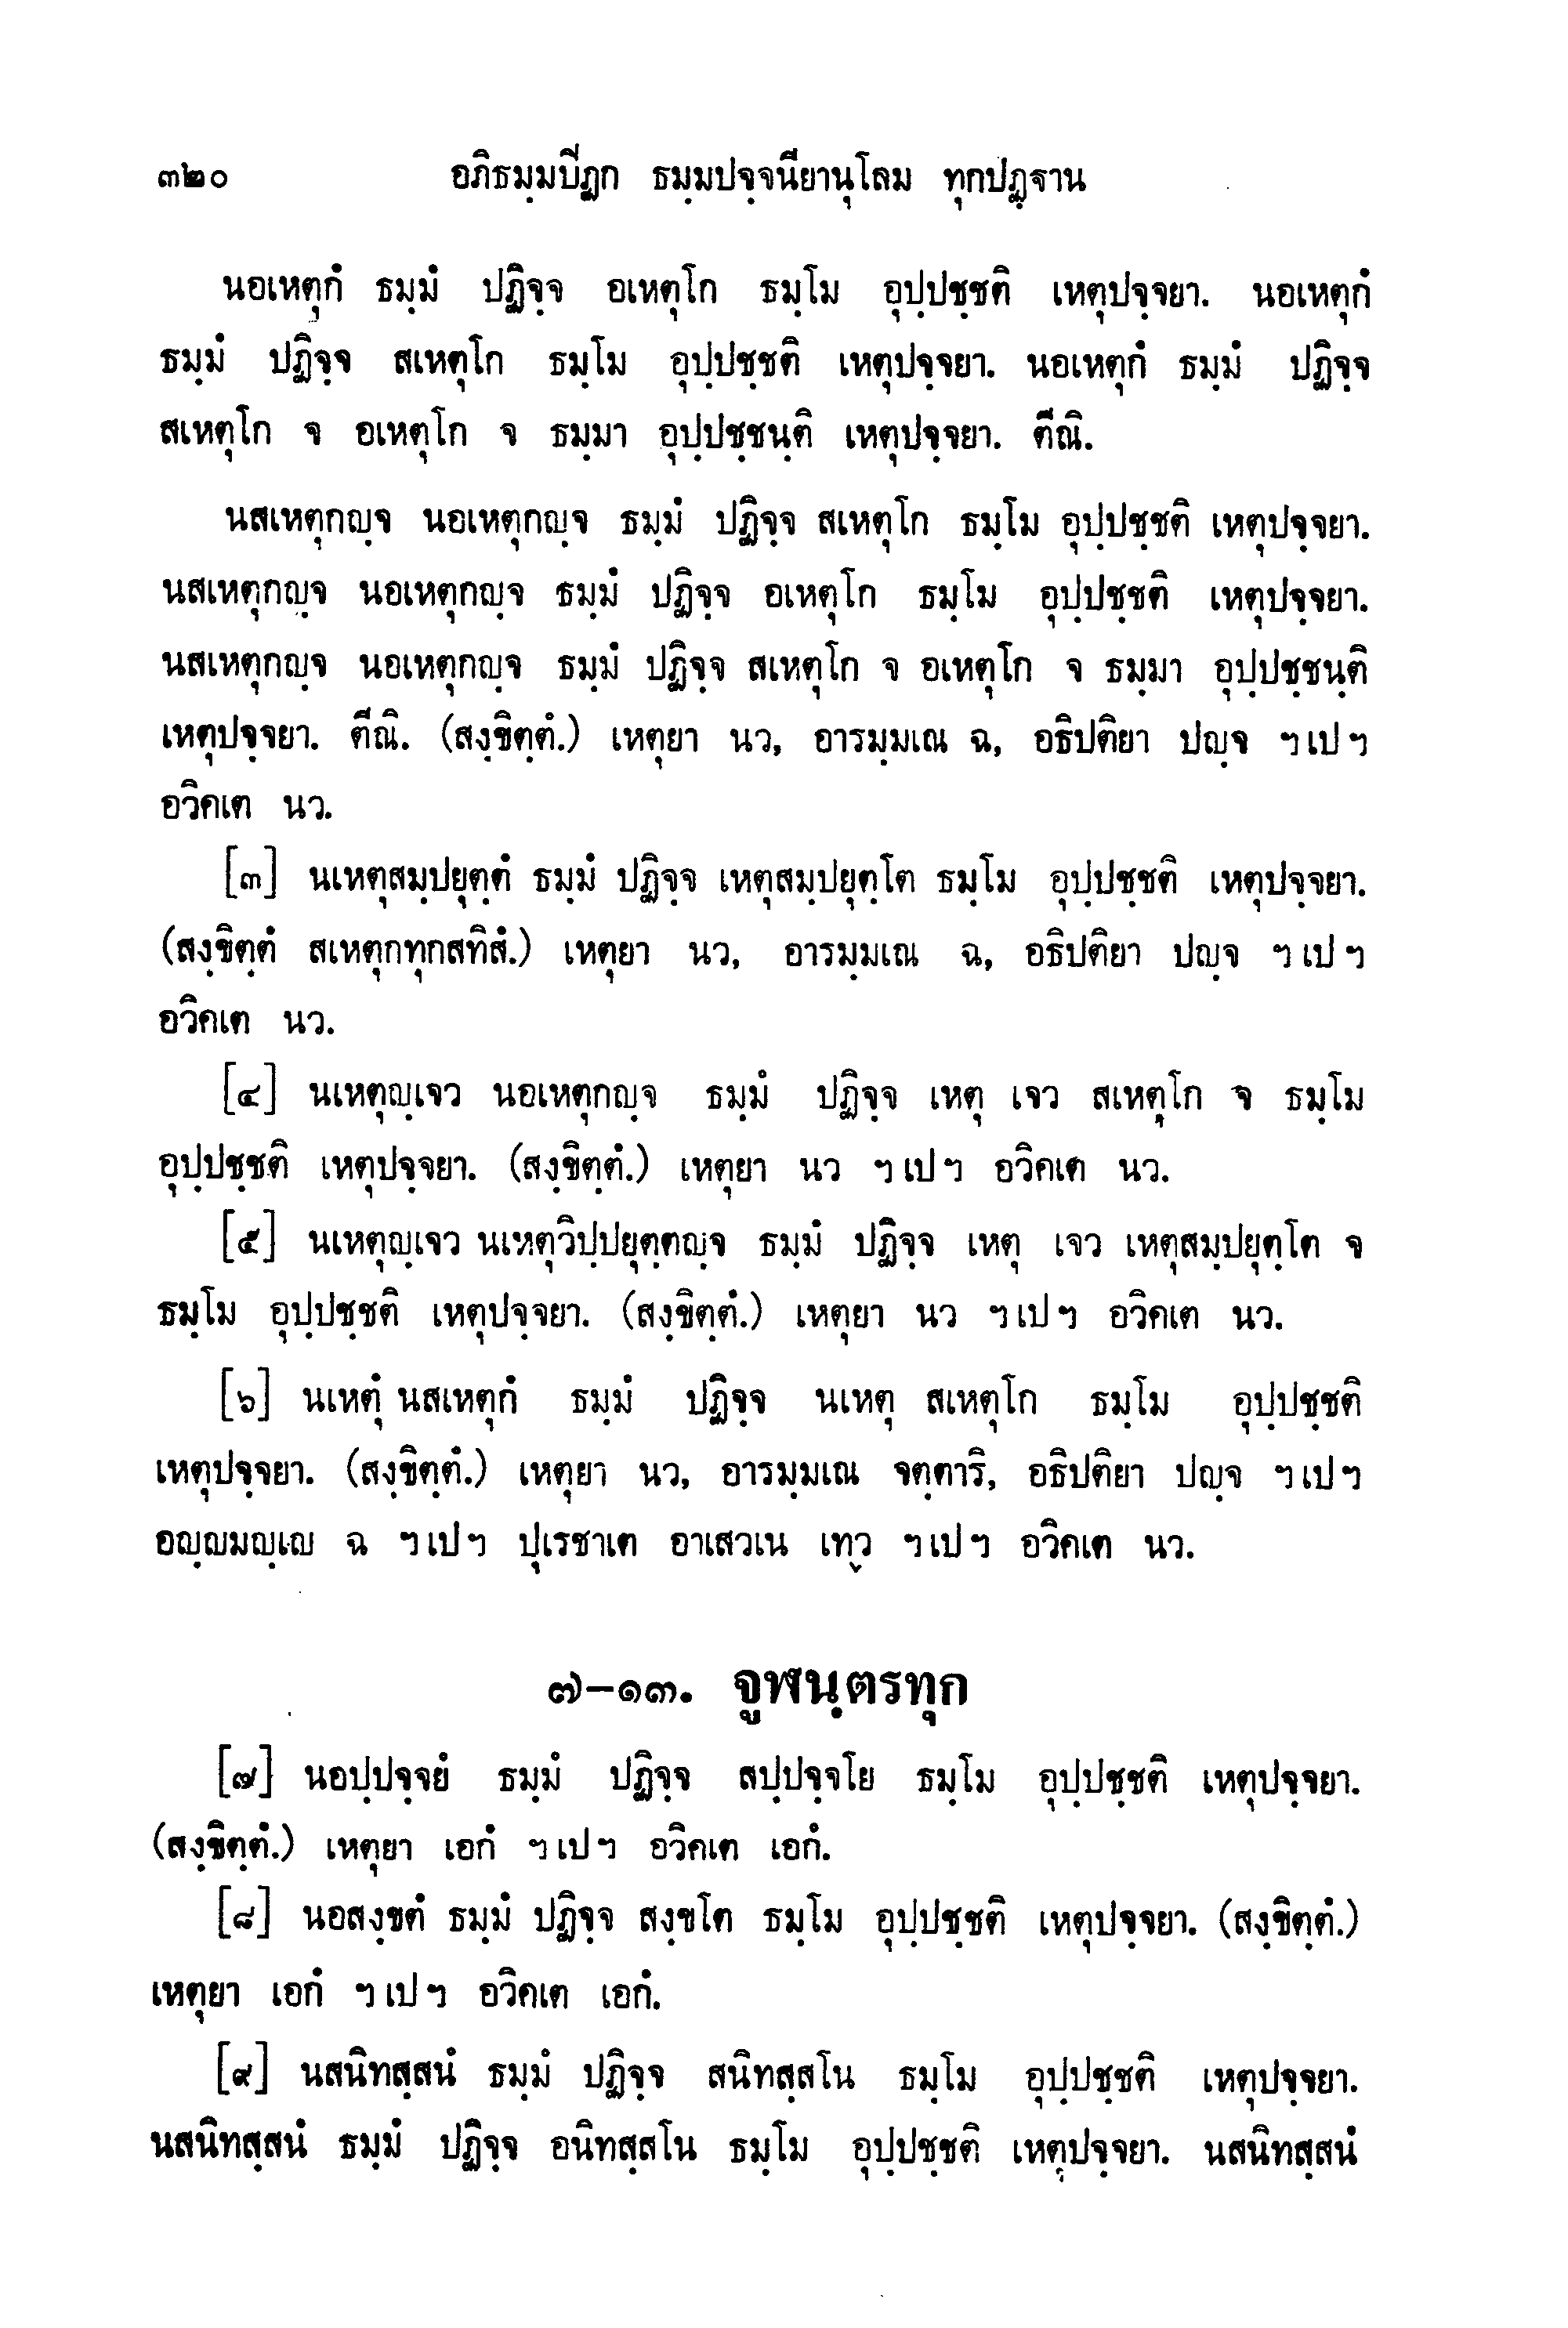 ๓๒๐ อภิธมฺมปิฏก ธมฺมปจฺจนียานุโลม ทุกปฏฺฐาน
นอเหตุกํ ธมฺมํ ปฏิจฺจ อเหตุโก ธมฺโม อุปฺปชฺชติ เหตุปจฺจยา. นอเหตุกํ
ธมฺมํ ปฏิจฺจ สเหตุโก ธมฺโม อุปฺปชฺชติ เหตุปจฺจยา. นอเหตุกํ ธมฺมํ ปฏิจฺจ
สเหตุโก จ อเหตุโก จ ธมฺมา อุปฺปชฺชนฺติ เหตุปจฺจยา. ตีณิ.
นสเหตุกญฺจ นอเหตุกญฺจ ธมฺมํ ปฏิจฺจ สเหตุโก ธมฺโม อุปฺปชฺชติ เหตุปจฺจยา.
นสเหตุกญฺจ นอเหตุกญฺจ ธมฺมํ ปฏิจฺจ อเหตุโก ธมฺโม อุปฺปชฺชติ เหตุปจฺจยา.
นสเหตุกญฺจ นอเหตุกญฺจ ธมฺมํ ปฏิจฺจ สเหตุโก จ อเหตุโก จ ธมฺมา อุปฺปชฺชนฺติ
เหตุปจฺจยา. ตีณิ. (สงฺขิตฺตํ.) เหตุยา นว, อารมฺมเณ ฉ, อธิปติยา ปญฺจ ฯเปฯ
อวิคเต นว.
[๓] นเหตุสมฺปยุตฺตํ ธมฺมํ ปฏิจฺจ เหตุสมฺปยุตฺโต ธมฺโม อุปฺปชฺชติ เหตุปจฺจยา.
(สงฺขิตฺตํ สเหตุกทุกสทิสํ.) เหตุยา นว, อารมฺมเณ ฉ, อธิปติยา ปญฺจ ฯเปฯ
อวิคเต นว.
[๔] นเหตุญฺเจว นอเหตุกญฺจ ธมฺมํ ปฏิจฺจ เหตุ เจว สเหตุโก จ ธมฺโม
อุปฺปชฺชติ เหตุปจฺจยา. (สงฺขิตฺตํ.) เหตุยา นว ฯเปฯ อวิคเต นว.
[๕] นเหตุญฺเจว นเหตุวิปฺปยุตฺตญฺจ ธมฺมํ ปฏิจฺจ เหตุ เจว เหตุสมฺปยุตฺโต จ
ธมฺโม อุปฺปชฺชติ เหตุปจฺจยา. (สงฺขิตฺตํ.) เหตุยา นว ฯเปฯ อวิคเต นว.
[๖] นเหตุํ นสเหตุกํ ธมฺมํ ปฏิจฺจ นเหตุ สเหตุโก ธมฺโม อุปฺปชฺชติ
เหตุปจฺจยา. (สงฺขิตฺตํ.) เหตุยา นว, อารมฺมเณ จตฺตาริ, อธิปติยา ปญฺจ ฯเปฯ
อญฺญมญฺเญ ฉ ฯเปฯ ปุเรชาเต อาเสวเน เทฺว ฯเปฯ อวิคเต นว.
๗-๑๓. จูฬนฺตรทุก
[๗] นอปฺปจฺจยํ ธมฺมํ ปฏิจฺจ สปฺปจฺจโย ธมฺโม อุปฺปชฺชติ เหตุปจฺจยา.
(สงฺขิตฺตํ.) เหตุยา เอกํ ฯเปฯ อวิคเต เอกํ.
[๘] นอสงฺขตํ ธมฺมํ ปฏิจฺจ สงฺขโต ธมฺโม อุปฺปชฺชติ เหตุปจฺจยา. (สงฺขิตฺตํ.)
เหตุยา เอกํ ฯเปฯ อวิคเต เอกํ.
[๙] นสนิทสฺสนํ ธมฺมํ ปฏิจฺจ สนิทสฺสโน ธมฺโม อุปฺปชฺชติ เหตุปจฺจยา.
นสนิทสฺสนํ ธมฺมํ ปฏิจฺจ อนิทสฺสโน ธมฺโม อุปฺปชฺชติ เหตุปจฺจยา. นสนิทสฺสนํ